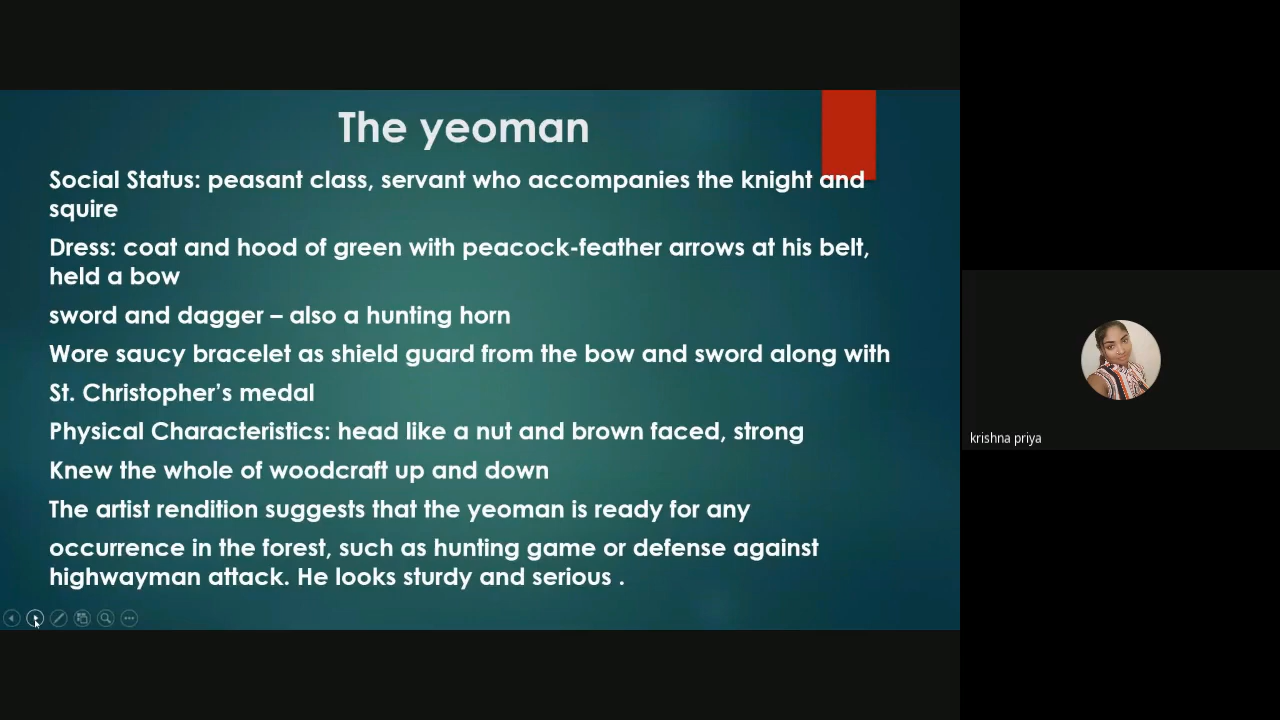 The yeoman
Social Status: peasant class, servant who accompanies the knight and
squire
Dress: coat and hood of green with peacock-feather arrows at his belt,
held a bow
sword and dagger – also a hunting horn
Wore saucy bracelet as shield guard from the bow and sword along with
St. Christopher’s medal
Physical Characteristics: head like a nut and brown faced, strong
Knew the whole of woodcraft up and down
The artist rendition suggests that the yeoman is ready for any
occurrence in the forest, such as hunting game or defense against
highwayman attack. He looks sturdy and serious .
krishna priya